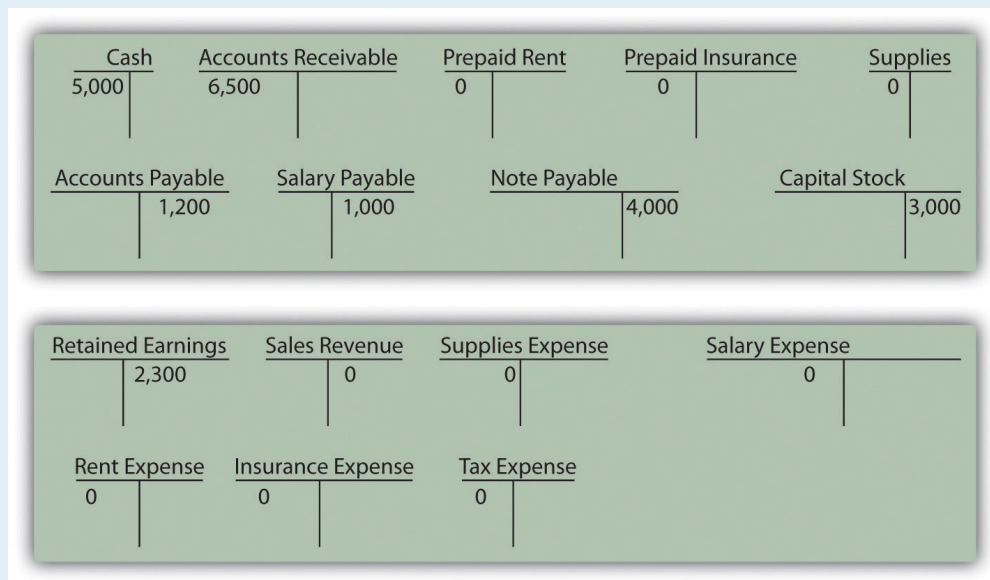 Cash Accounts Receivable Prepaid Rent Prepaid Insurance Supplies
5,000 6,500 0 0 0
Accounts Payable Salary Payable Note Payable Capital Stock
1,200 1,000 4,000 3,000
Retained Earnings Sales Revenue Supplies Expense Salary Expense
2,300 0 0 0
Rent Expense Insurance Expense Tax Expense
0 0 0